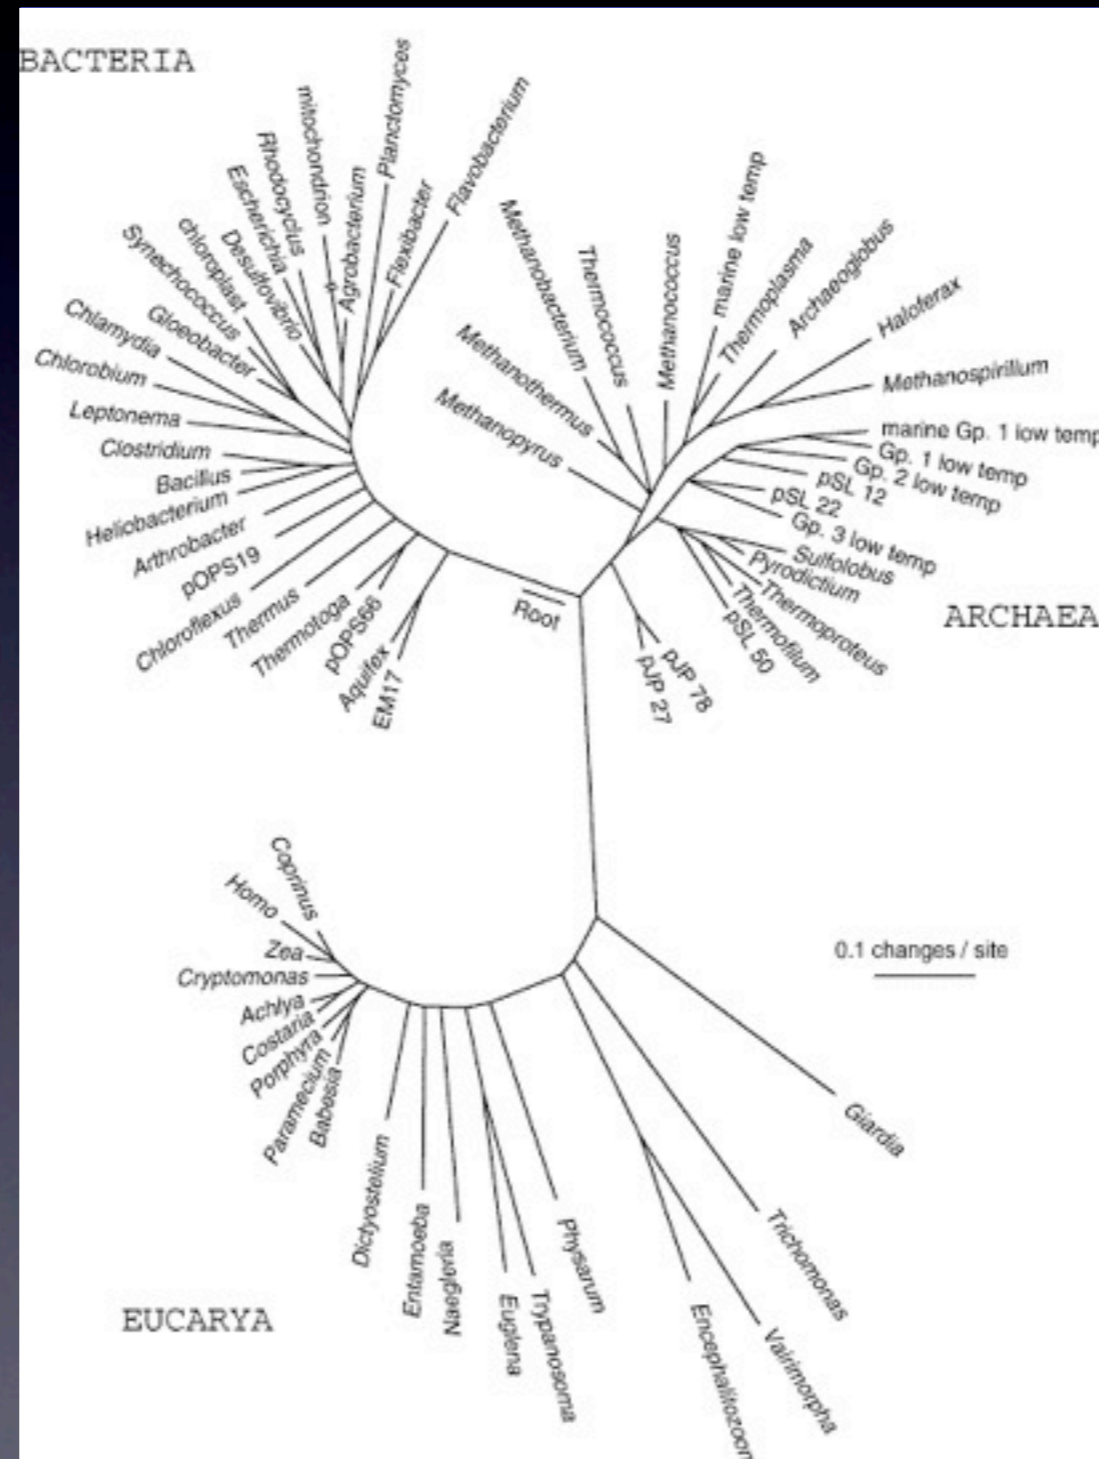 BACTERIA
Planctomyces
mitochondrion
Flavobacterium
Rhodocyclus
Escherichia
Agrobacterium
Flexibacter
Desulfovibrio
chloroplast
Synechococcus
Gloeobacter
Chlamydia
Chlorobium
Leptonema
Clostridium
Bacillus
Heliobacterium
Arthrobacter
pOPS19
Chloroflexus
Thermus
Thermotoga
pOPS66
Aquifex
EM17
Root
Methanopyrus
Methanothermus
Methanobacterium
Thermococcus
Methanococcus
marine low temp
Thermoplasma
Archaeoglobus
Haloferax
Methanospirillum
marine Gp. 1 low temp
Gp. 1 low temp
Gp. 2 low temp
pSL 12
pSL 22
Gp. 3 low temp
Sulfolobus
Pyrodictium
Thermoproteus
Thermofilum
pSL 50
pJP 78
pJP 27
ARCHAEA
Coprinus
Homo
Zea
Cryptomonas
Achlya
Costaria
Porphyra
Paramecium
Babesia
Dictyostelium
Entamoeba
Naegleria
Euglena
Trypanosoma
Physarum
Encephalitozoon
Vairimorpha
Trichomonas
Giardia
0.1 changes / site
EUCARYA